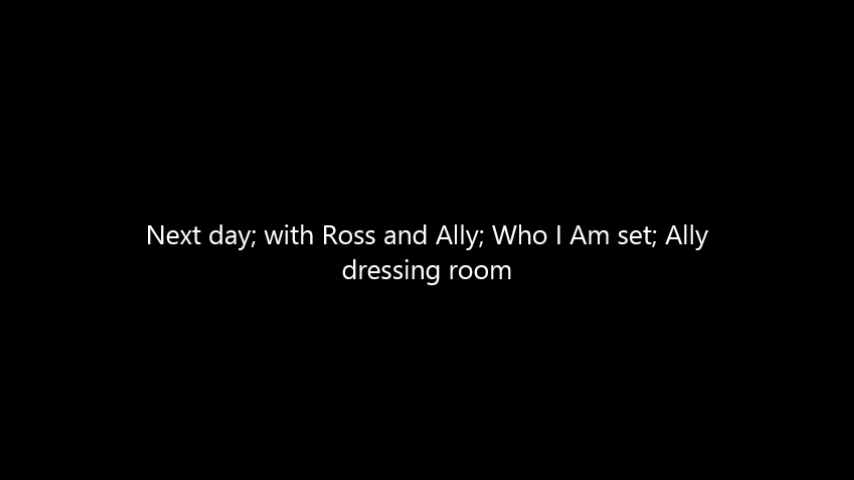 Next day; with Ross and Ally; Who I Am set; Ally
dressing room